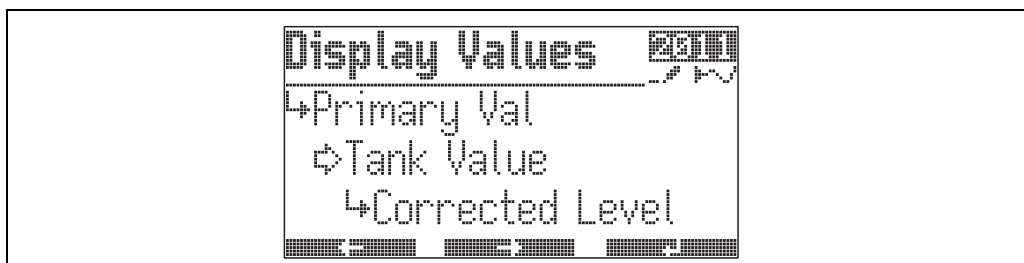 Display Values 2011
↳Primary Val
⇨Tank Value
↳Corrected Level